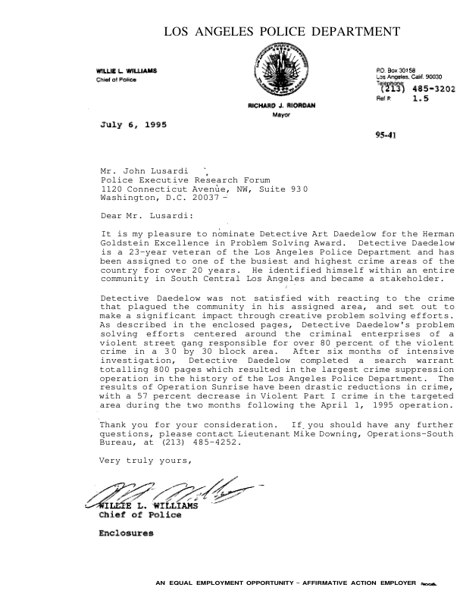 LOS ANGELES POLICE DEPARTMENT
WILLIE L. WILLIAMS
Chief of Police
RICHARD J. RIORDAN
Mayor
P.O. Box 30158
Los Angeles, Calif. 90030
Telephone:
(213) 485-3202
Ref #: 1.5
July 6, 1995
95-41
Mr. John Lusardi
Police Executive Research Forum
1120 Connecticut Avenue, NW, Suite 930
Washington, D.C. 20037 -
Dear Mr. Lusardi:
It is my pleasure to nominate Detective Art Daedelow for the Herman
Goldstein Excellence in Problem Solving Award. Detective Daedelow
is a 23-year veteran of the Los Angeles Police Department and has
been assigned to one of the busiest and highest crime areas of the
country for over 20 years. He identified himself within an entire
community in South Central Los Angeles and became a stakeholder.
Detective Daedelow was not satisfied with reacting to the crime
that plagued the community in his assigned area, and set out to
make a significant impact through creative problem solving efforts.
As described in the enclosed pages, Detective Daedelow's problem
solving efforts centered around the criminal enterprises of a
violent street gang responsible for over 80 percent of the violent
crime in a 30 by 30 block area. After six months of intensive
investigation, Detective Daedelow completed a search warrant
totalling 800 pages which resulted in the largest crime suppression
operation in the history of the Los Angeles Police Department. The
results of Operation Sunrise have been drastic reductions in crime,
with a 57 percent decrease in Violent Part I crime in the targeted
area during the two months following the April 1, 1995 operation.
Thank you for your consideration. If you should have any further
questions, please contact Lieutenant Mike Downing, Operations-South
Bureau, at (213) 485-4252.
Very truly yours,
WILLIE L. WILLIAMS
Chief of Police
Enclosures
AN EQUAL EMPLOYMENT OPPORTUNITY - AFFIRMATIVE ACTION EMPLOYER